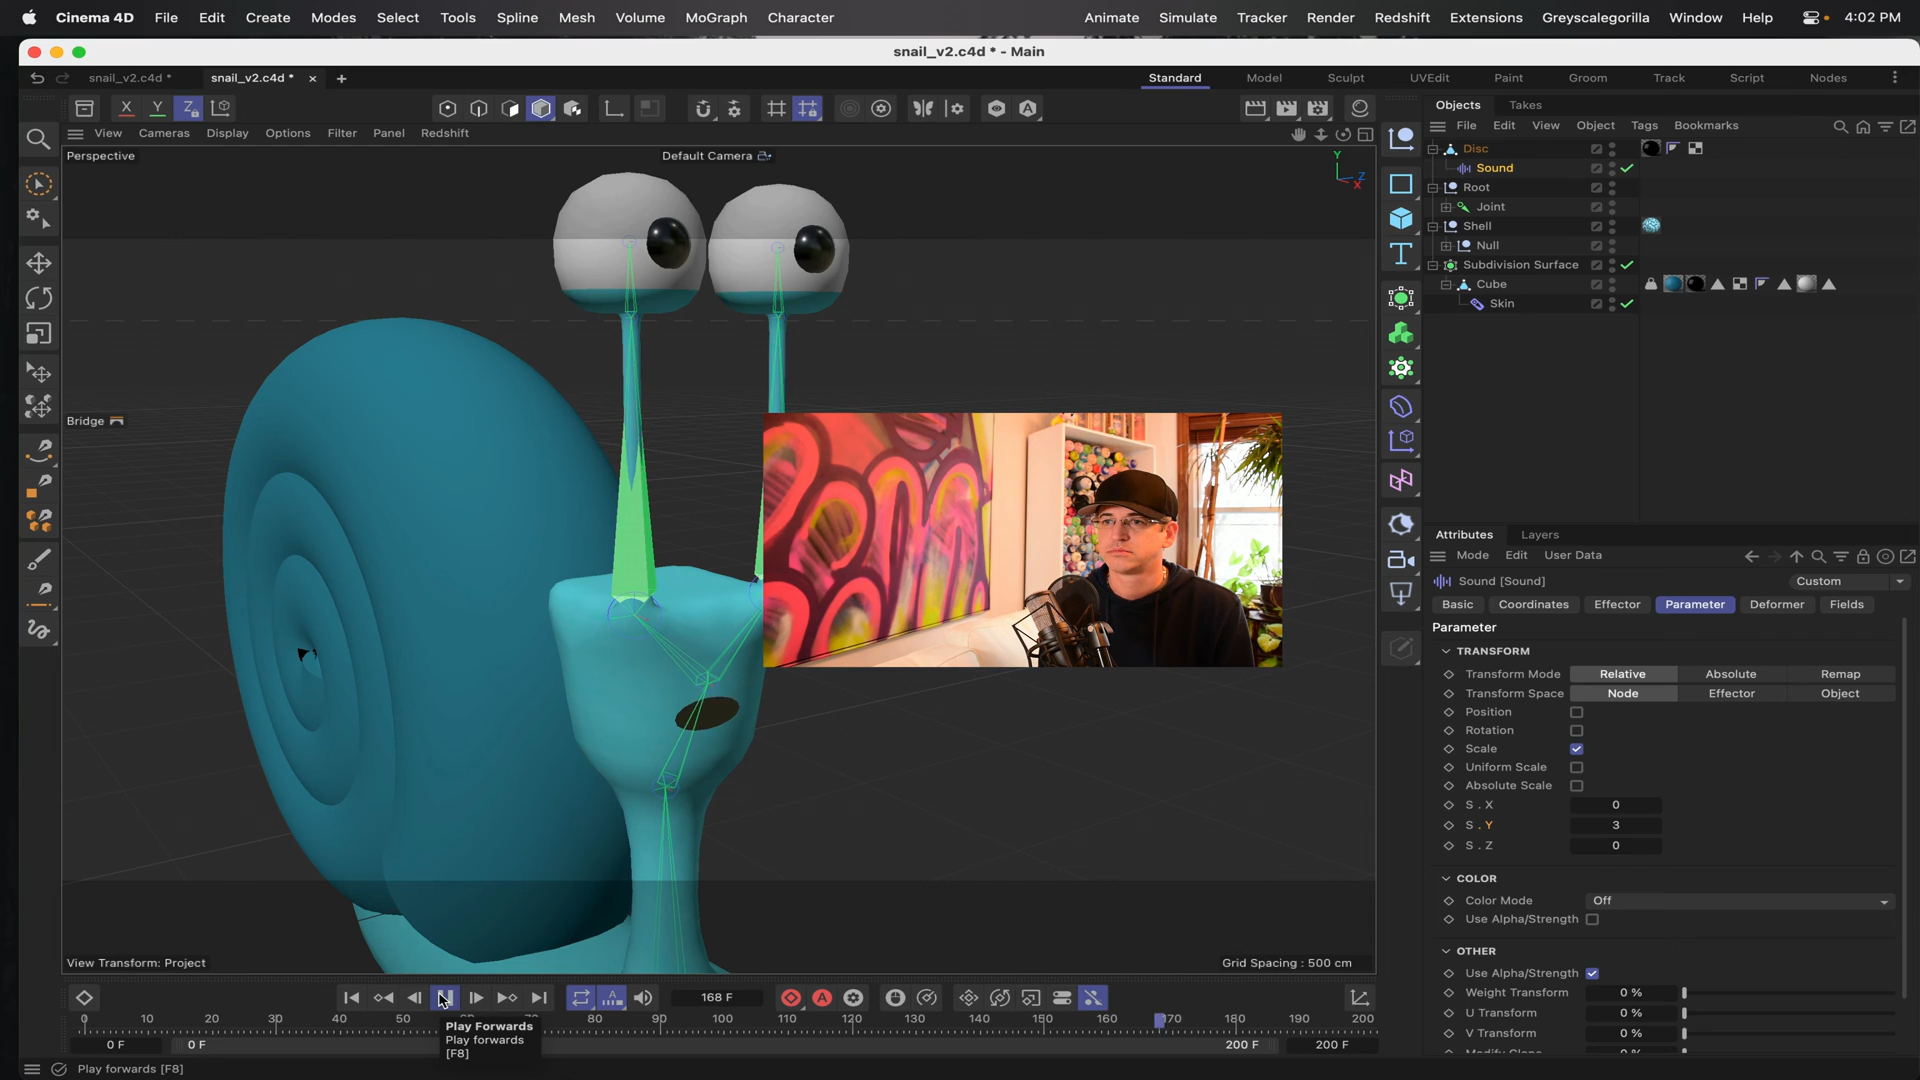 Cinema 4D File Edit Create Modes Select Tools Spline Mesh Volume MoGraph Character Animate Simulate Tracker Render Redshift Extensions Greyscalegorilla Window Help 4:02 PM
snail_v2.c4d * - Main
snail_v2.c4d * snail_v2.c4d * Standard Model Sculpt UVEdit Paint Groom Track Script Nodes
X Y Z Objects Takes
View Cameras Display Options Filter Panel Redshift File Edit View Object Tags Bookmarks
Perspective Default Camera Y Z X
Disc
Sound
Root
Joint
Shell
Null
Subdivision Surface
Cube
Skin
Bridge
Attributes Layers
Mode Edit User Data
Sound [Sound] Custom
Basic Coordinates Effector Parameter Deformer Fields
Parameter
TRANSFORM
Transform Mode Relative Absolute Remap
Transform Space Node Effector Object
Position
Rotation
Scale
Uniform Scale
Absolute Scale
S . X 0
S . Y 3
S . Z 0
COLOR
Color Mode Off
Use Alpha/Strength
OTHER
Use Alpha/Strength
Weight Transform 0 %
U Transform 0 %
V Transform 0 %
View Transform: Project Grid Spacing : 500 cm
168 F
0 10 20 30 40 50 70 80 90 100 110 120 130 140 150 160 170 180 190 200
0 F 0 F 200 F 200 F
Play Forwards
Play forwards
[F8]
Play forwards [F8]